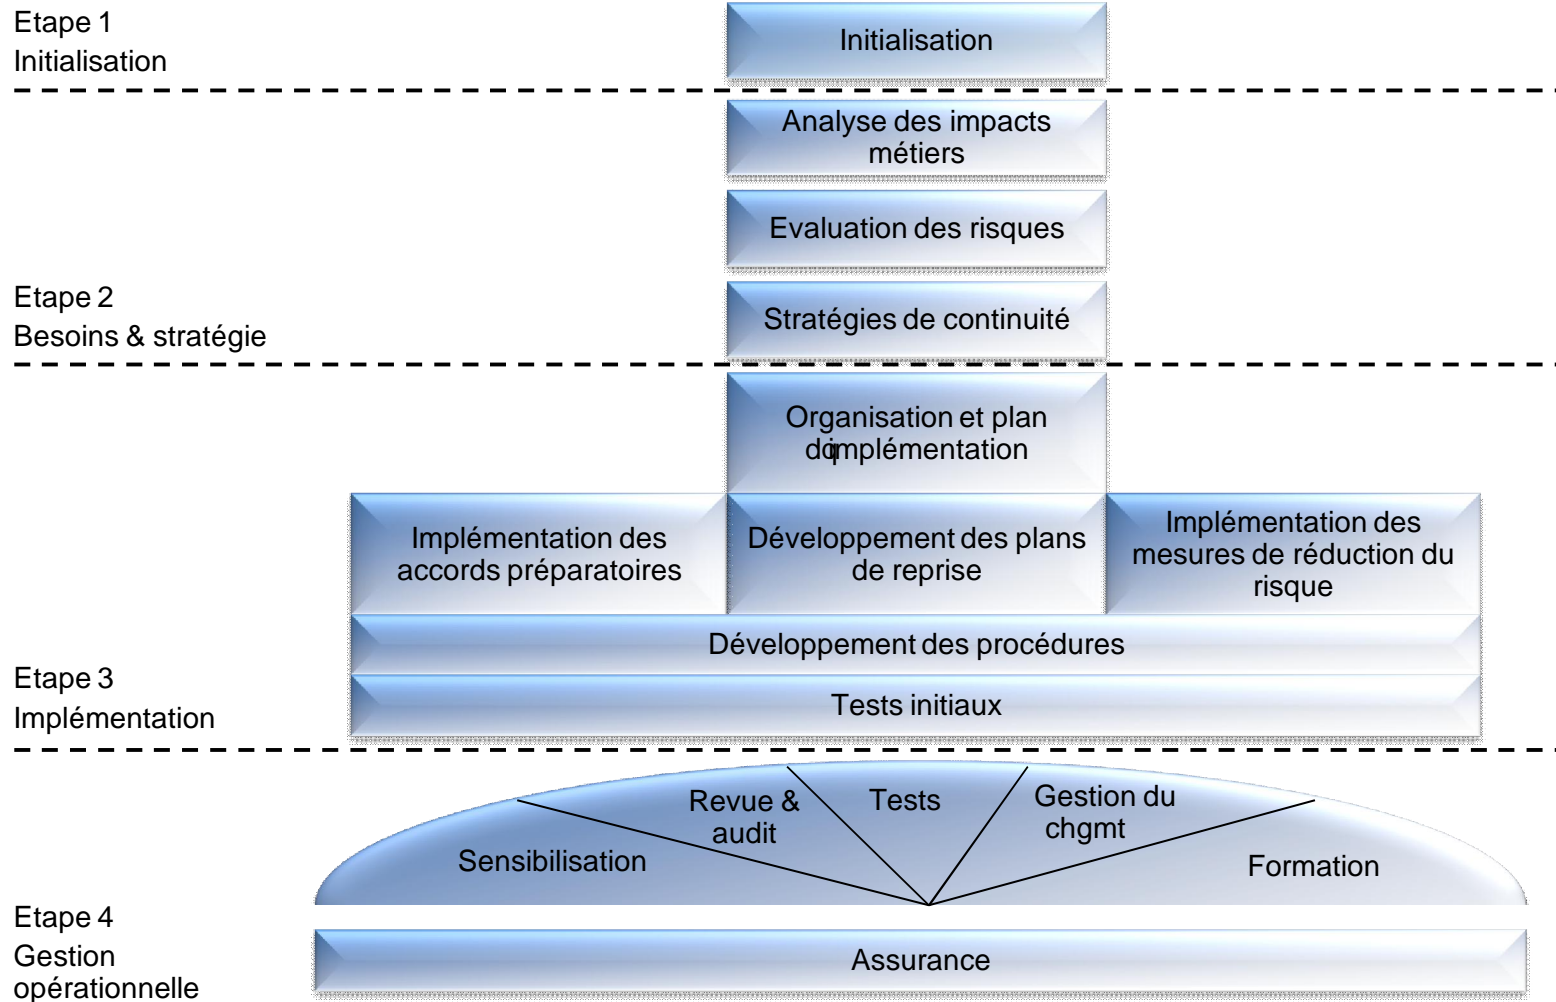 Etape 1
Initialisation
Initialisation
Analyse des impacts
métiers
Evaluation des risques
Etape 2
Besoins & stratégie
Stratégies de continuité
Organisation et plan
implémentation
Implémentation des
accords préparatoires
Développement des plans
de reprise
Implémentation des
mesures de réduction du
risque
Développement des procédures
Etape 3
Implémentation
Tests initiaux
Sensibilisation
Revue &
audit
Tests
Gestion du
chgmt
Formation
Etape 4
Gestion
opérationnelle
Assurance